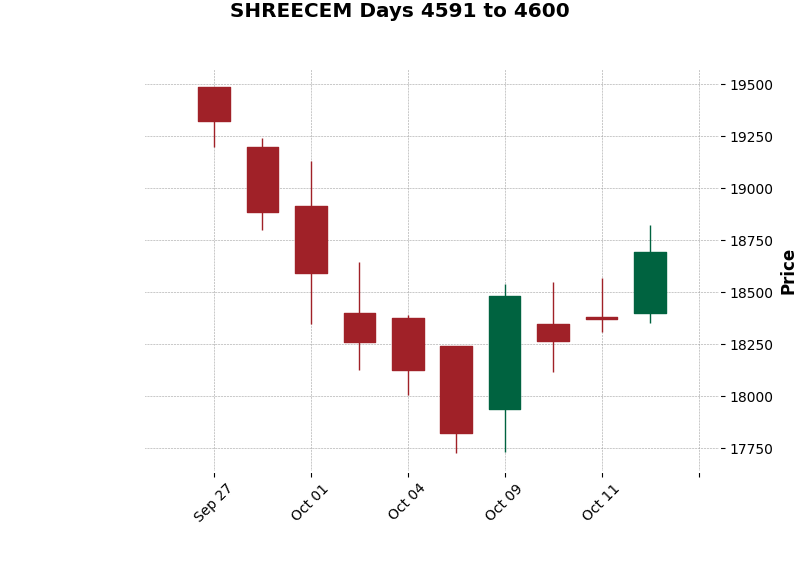 SHREECEM Days 4591 to 4600
19500
19250
19000
18750
18500
18250
18000
17750
Price
Sep 27
Oct 01
Oct 04
Oct 09
Oct 11